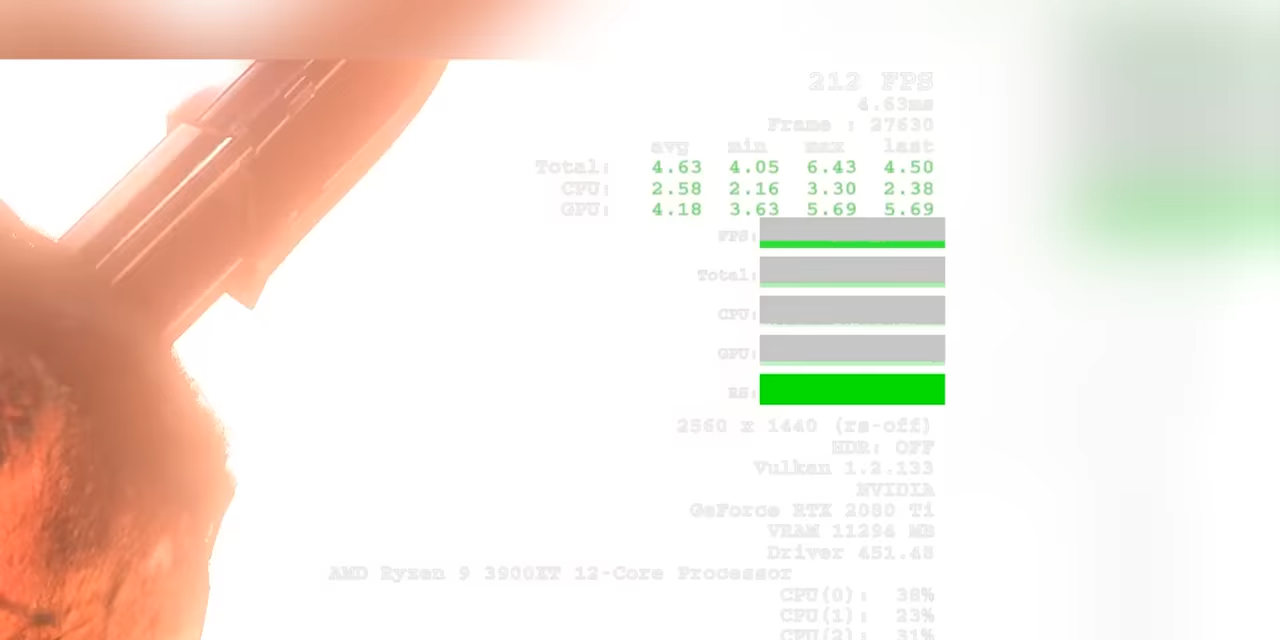 212 FPS
4.63ms
Frame : 27630
avg min max last
Total: 4.63 4.05 6.43 4.50
CPU: 2.58 2.16 3.30 2.38
GPU: 4.18 3.63 5.69 5.69
FPS:
Total:
CPU:
GPU:
RS:
2560 x 1440 (rs-off)
HDR: OFF
Vulkan 1.2.133
NVIDIA
GeForce RTX 2080 Ti
VRAM 11294 MB
Driver 451.48
AMD Ryzen 9 3900XT 12-Core Processor
CPU(0): 38%
CPU(1): 23%
CPU(2): 31%